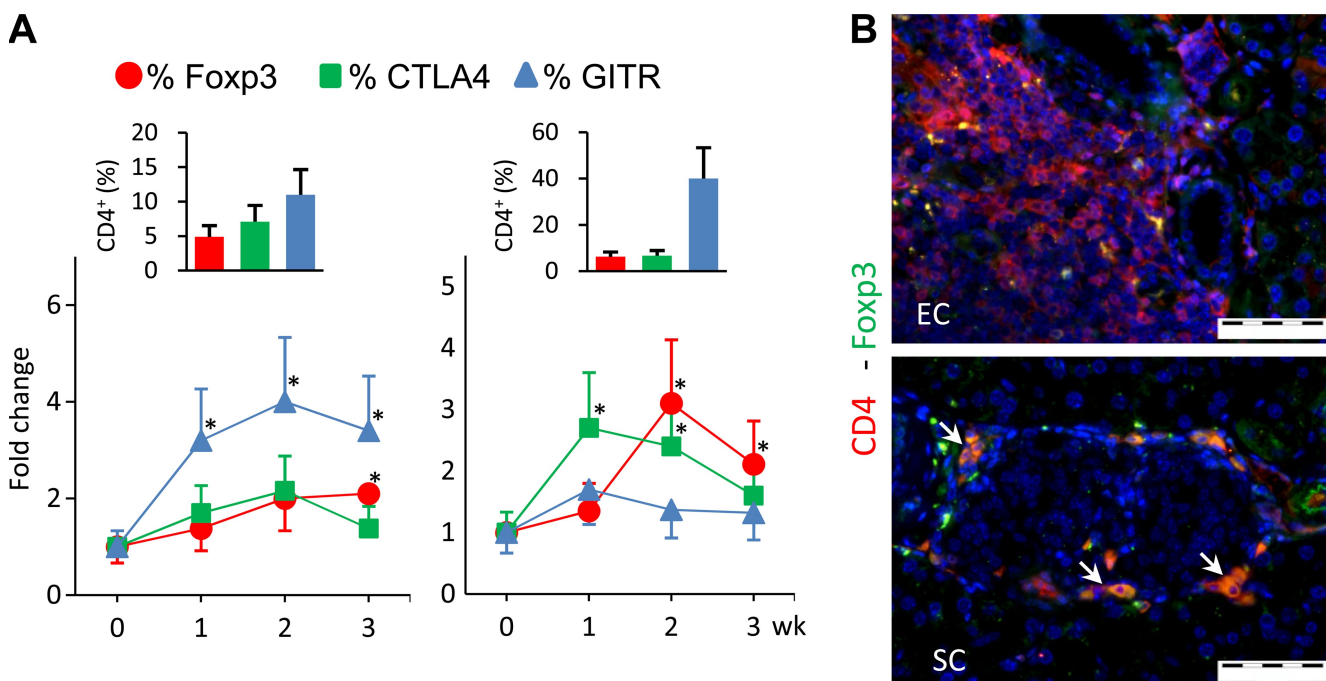 A
B
% Foxp3 % CTLA4 % GITR
CD4+ (%)
20
15
10
5
0
CD4+ (%)
60
40
20
0
Fold change
6
4
2
0
0 1 2 3
5
4
3
2
1
0
0 1 2 3 wk
* * * *
* * * *
CD4 - Foxp3
EC
SC